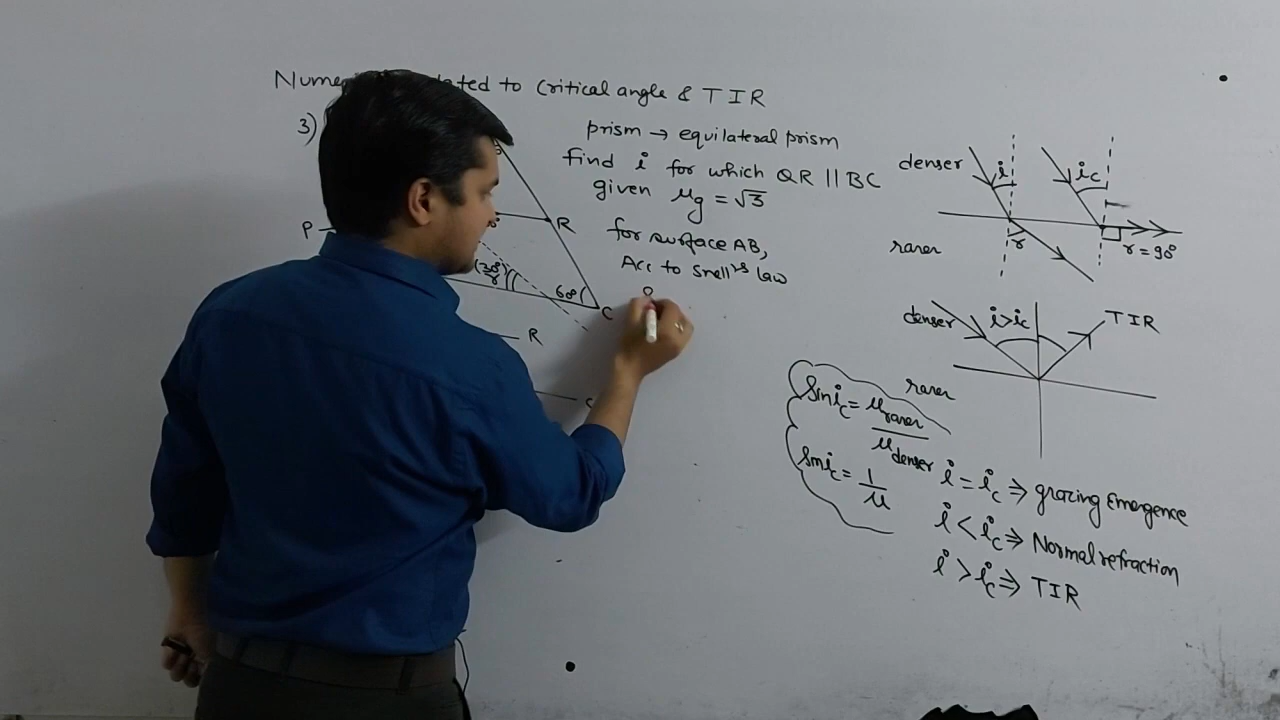 Nume ated to Critical angle & TIR
3)
prism → equilateral prism
find i for which QR || BC
given μg = √3
for surface AB,
Acc to Snell's law
P
R
60°
C
R
denser
i
ic
rarer
r
r = 90°
denser
i>ic
TIR
rarer
Sin ic = μrarer / μdenser
Sin ic = 1/μ
i = ic ⇒ grazing Emergence
i < ic ⇒ Normal refraction
i > ic ⇒ TIR